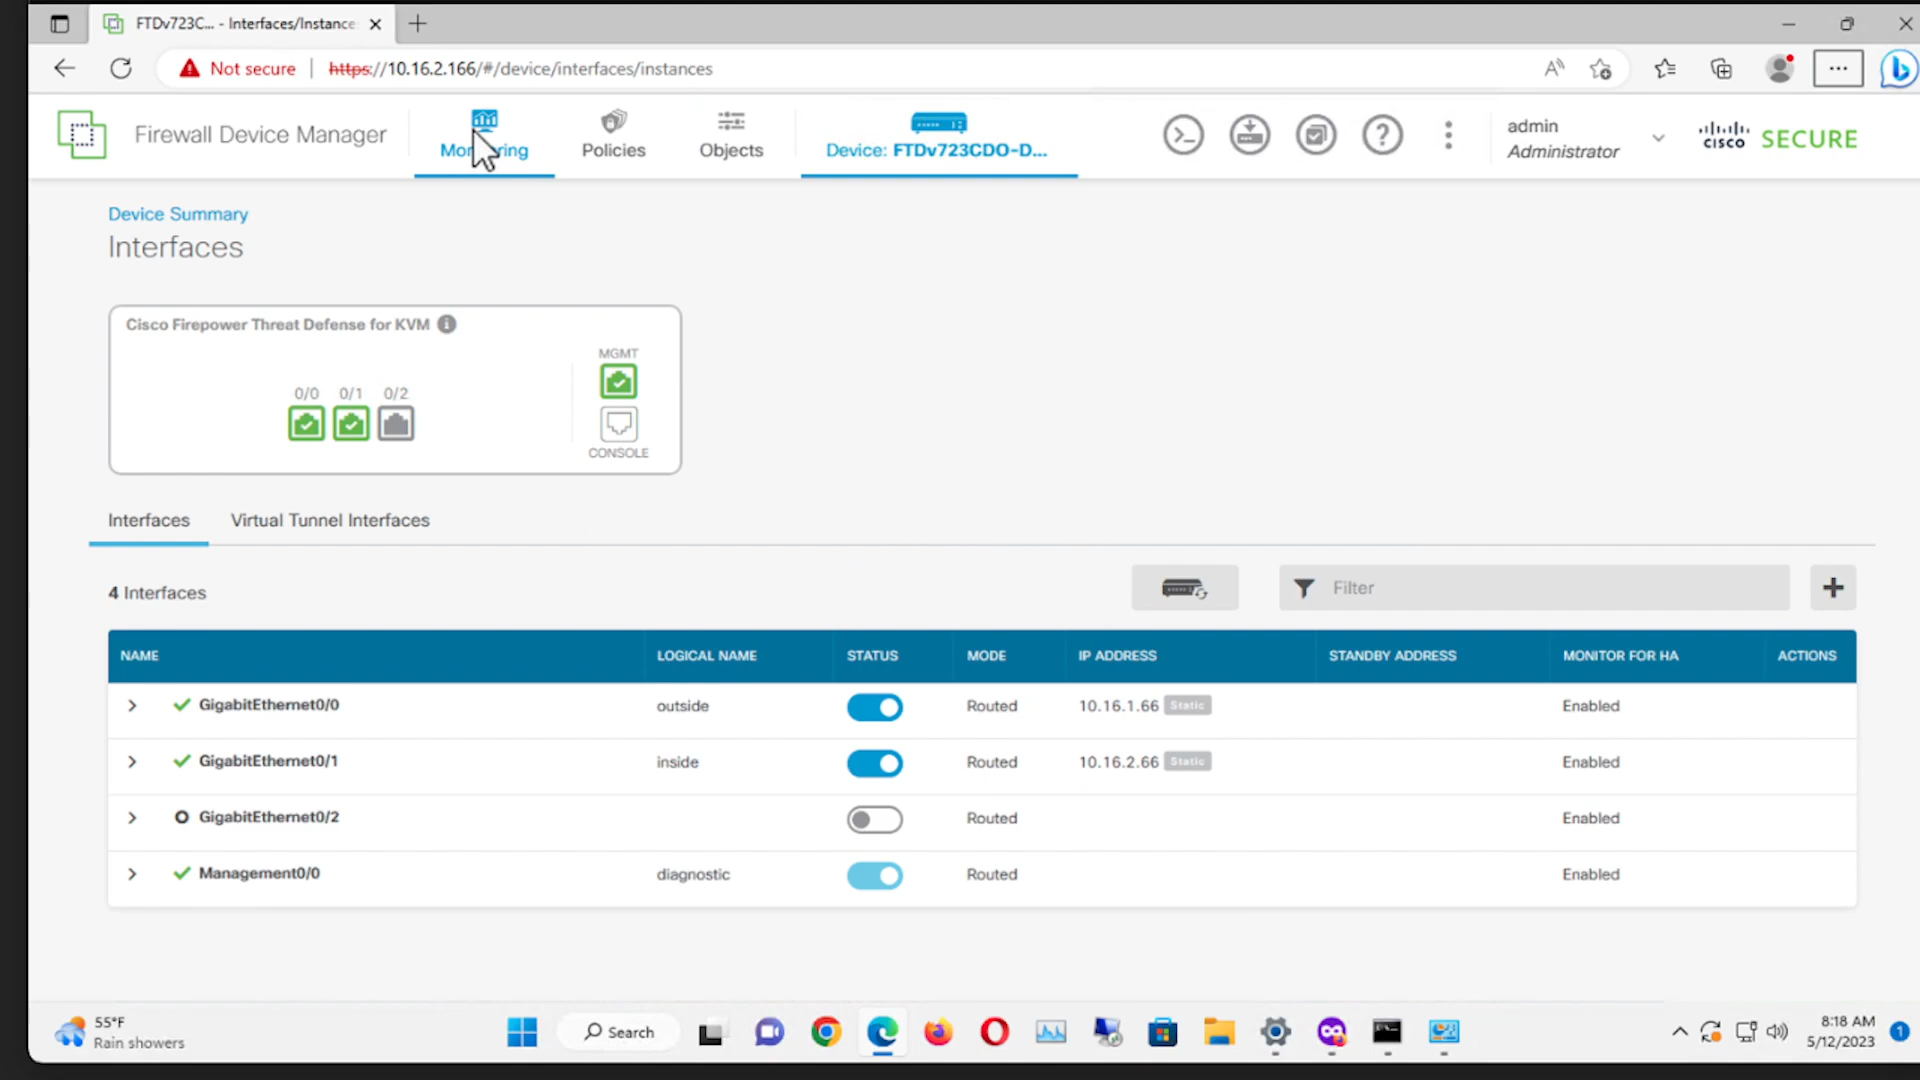 FTDv723C... - Interfaces/Instance
Not secure
https://10.16.2.166/#/device/interfaces/instances
Firewall Device Manager
Monitoring
Policies
Objects
Device: FTDv723CDO-D...
admin
Administrator
CISCO SECURE
Device Summary
Interfaces
Cisco Firepower Threat Defense for KVM
MGMT
0/0 0/1 0/2
CONSOLE
Interfaces
Virtual Tunnel Interfaces
4 Interfaces
Filter
NAME LOGICAL NAME STATUS MODE IP ADDRESS STANDBY ADDRESS MONITOR FOR HA ACTIONS
GigabitEthernet0/0 outside Routed 10.16.1.66 Static Enabled
GigabitEthernet0/1 inside Routed 10.16.2.66 Static Enabled
GigabitEthernet0/2 Routed Enabled
Management0/0 diagnostic Routed Enabled
55°F
Rain showers
Search
8:18 AM
5/12/2023
1